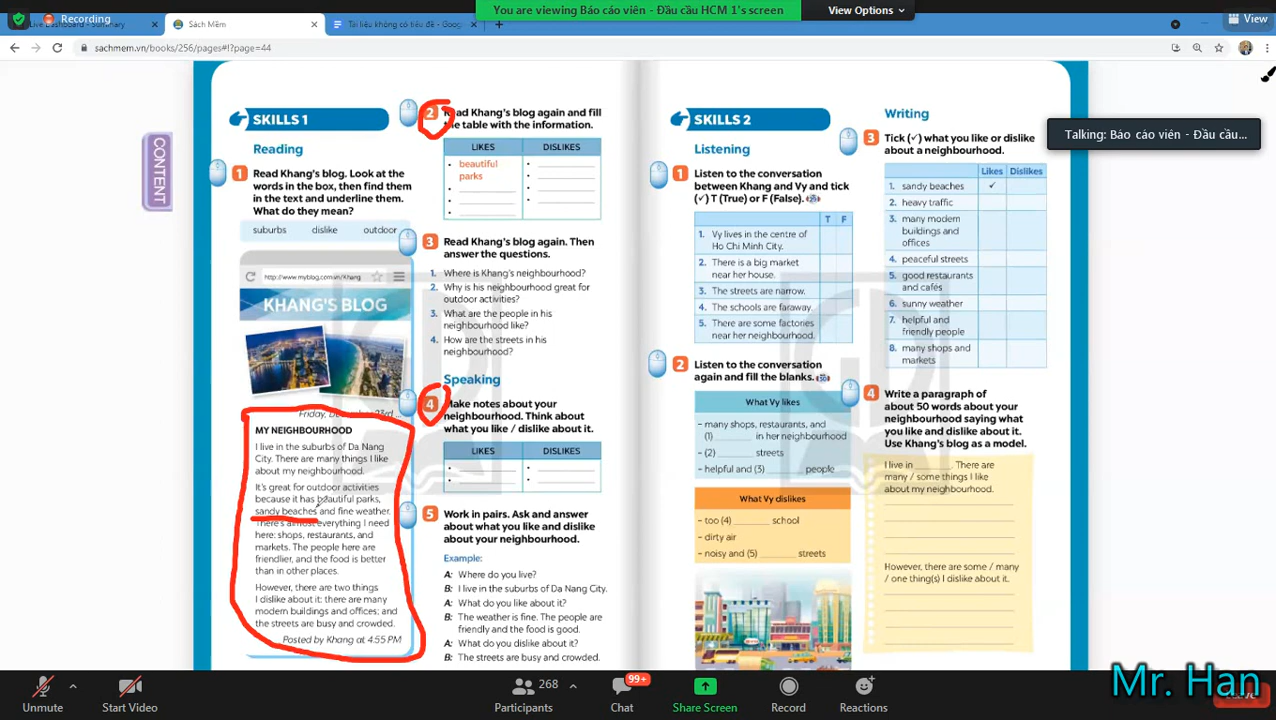 Recording
You are viewing Báo cáo viên - Đầu cầu HCM 1's screen
View Options
View
Live Dashboard - Summary
Sách Mềm
Tài liệu không có tiêu đề - Goog
sachmem.vn/books/256/pages#!?page=44
Talking: Báo cáo viên - Đầu cầu...
CONTENT
SKILLS 1
Reading
1 Read Khang's blog. Look at the
words in the box, then find them
in the text and underline them.
What do they mean?
suburbs dislike outdoor
http://www.myblog.com.vn/Khang
KHANG'S BLOG
Friday, December 23rd ...
MY NEIGHBOURHOOD
I live in the suburbs of Da Nang
City. There are many things I like
about my neighbourhood.
It's great for outdoor activities
because it has beautiful parks,
sandy beaches and fine weather.
There's almost everything I need
here: shops, restaurants, and
markets. The people here are
friendlier, and the food is better
than in other places.
However, there are two things
I dislike about it: there are many
modern buildings and offices; and
the streets are busy and crowded.
Posted by Khang at 4:55 PM
2 Read Khang's blog again and fill
the table with the information.
LIKES DISLIKES
• beautiful
parks
3 Read Khang's blog again. Then
answer the questions.
1. Where is Khang's neighbourhood?
2. Why is his neighbourhood great for
outdoor activities?
3. What are the people in his
neighbourhood like?
4. How are the streets in his
neighbourhood?
Speaking
4 Make notes about your
neighbourhood. Think about
what you like / dislike about it.
LIKES DISLIKES
5 Work in pairs. Ask and answer
about what you like and dislike
about your neighbourhood.
Example:
A: Where do you live?
B: I live in the suburbs of Da Nang City.
A: What do you like about it?
B: The weather is fine. The people are
friendly and the food is good.
A: What do you dislike about it?
B: The streets are busy and crowded.
SKILLS 2
Listening
1 Listen to the conversation
between Khang and Vy and tick
(✓) T (True) or F (False).
T F
1. Vy lives in the centre of
Ho Chi Minh City.
2. There is a big market
near her house.
3. The streets are narrow.
4. The schools are faraway.
5. There are some factories
near her neighbourhood.
2 Listen to the conversation
again and fill the blanks.
What Vy likes
– many shops, restaurants, and
(1) ______ in her neighbourhood
– (2) ______ streets
– helpful and (3) ______ people
What Vy dislikes
– too (4) ______ school
– dirty air
– noisy and (5) ______ streets
Writing
3 Tick (✓) what you like or dislike
about a neighbourhood.
Likes Dislikes
1. sandy beaches ✓
2. heavy traffic
3. many modern
buildings and
offices
4. peaceful streets
5. good restaurants
and cafés
6. sunny weather
7. helpful and
friendly people
8. many shops and
markets
4 Write a paragraph of
about 50 words about your
neighbourhood saying what
you like and dislike about it.
Use Khang's blog as a model.
I live in ______. There are
many / some things I like
about my neighbourhood.
However, there are some / many
/ one thing(s) I dislike about it.
Mr. Han
Unmute
Start Video
268
Participants
99+
Chat
Share Screen
Record
Reactions